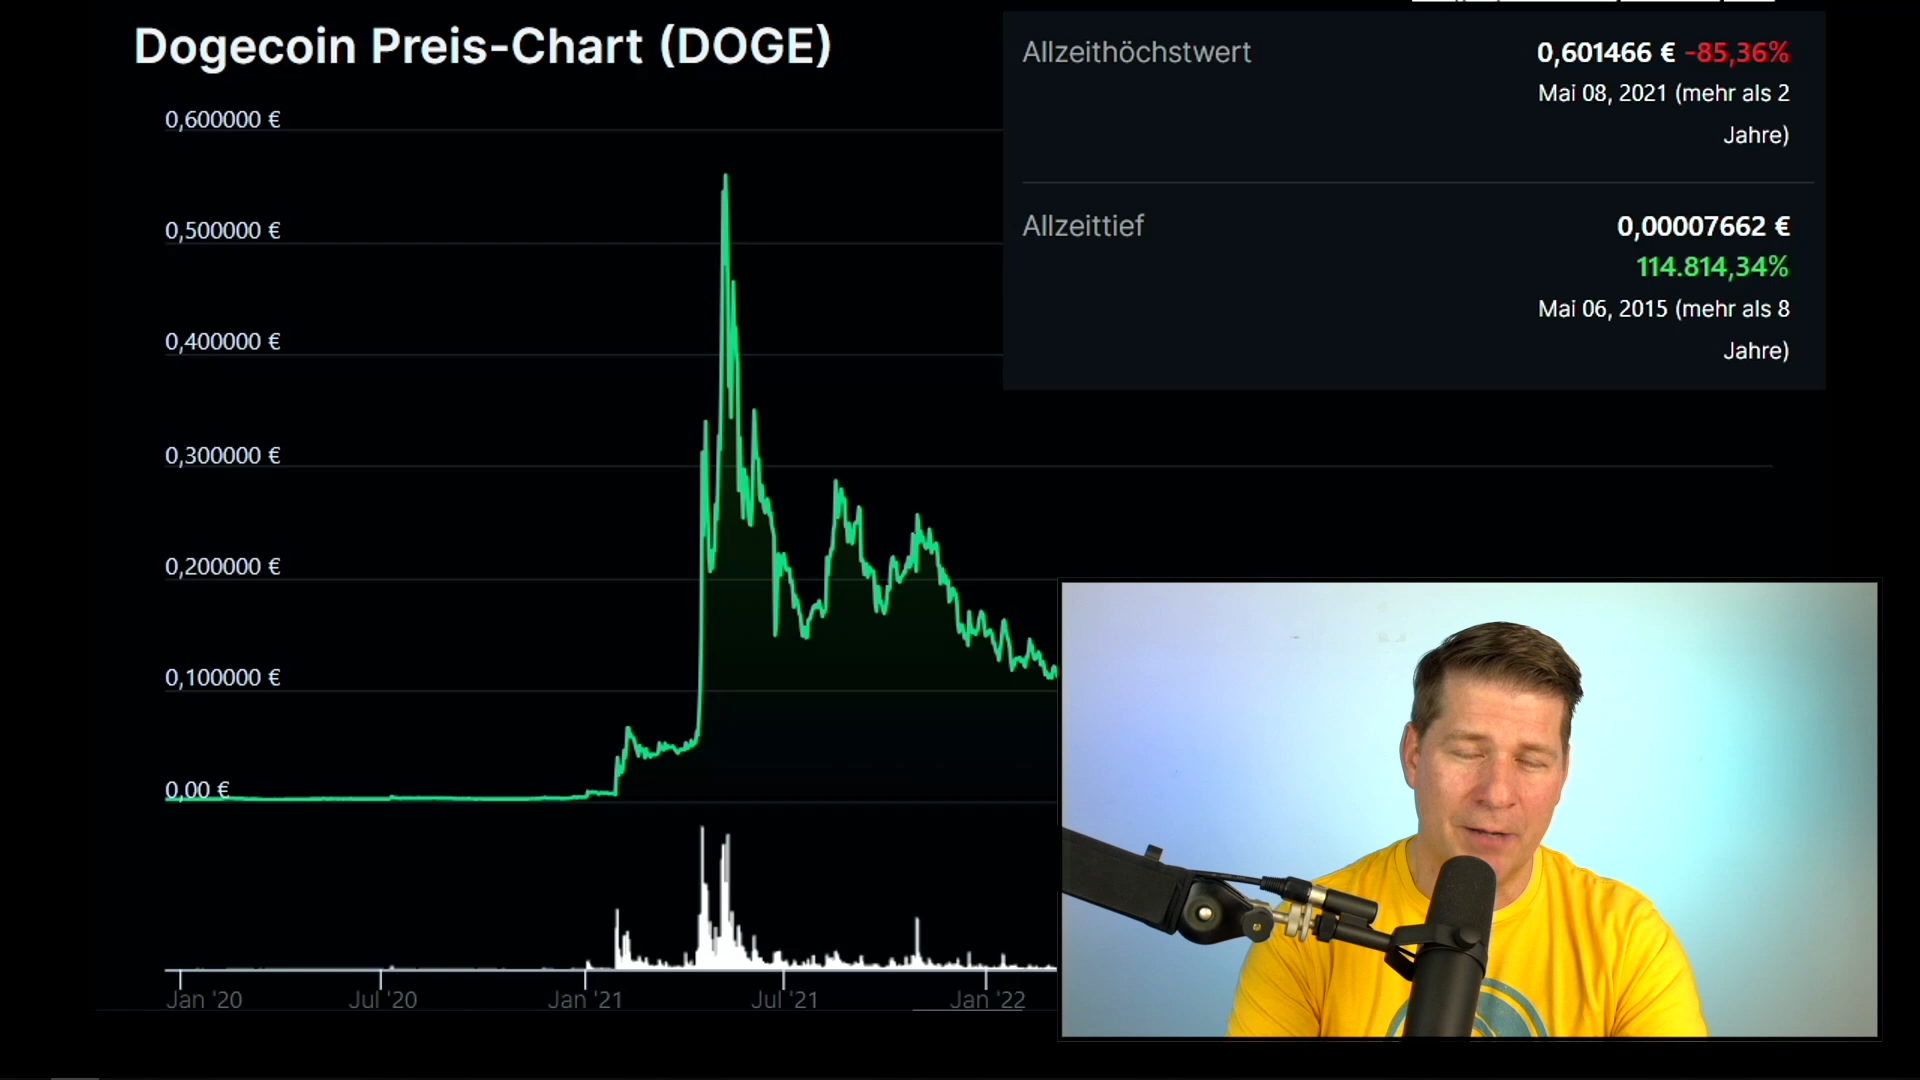 Dogecoin Preis-Chart (DOGE)
0,600000 €
0,500000 €
0,400000 €
0,300000 €
0,200000 €
0,100000 €
0,00 €
Jan '20
Jul '20
Jan '21
Jul '21
Jan '22
Allzeithöchstwert
0,601466 € -85,36%
Mai 08, 2021 (mehr als 2
Jahre)
Allzeittief
0,00007662 €
114.814,34%
Mai 06, 2015 (mehr als 8
Jahre)